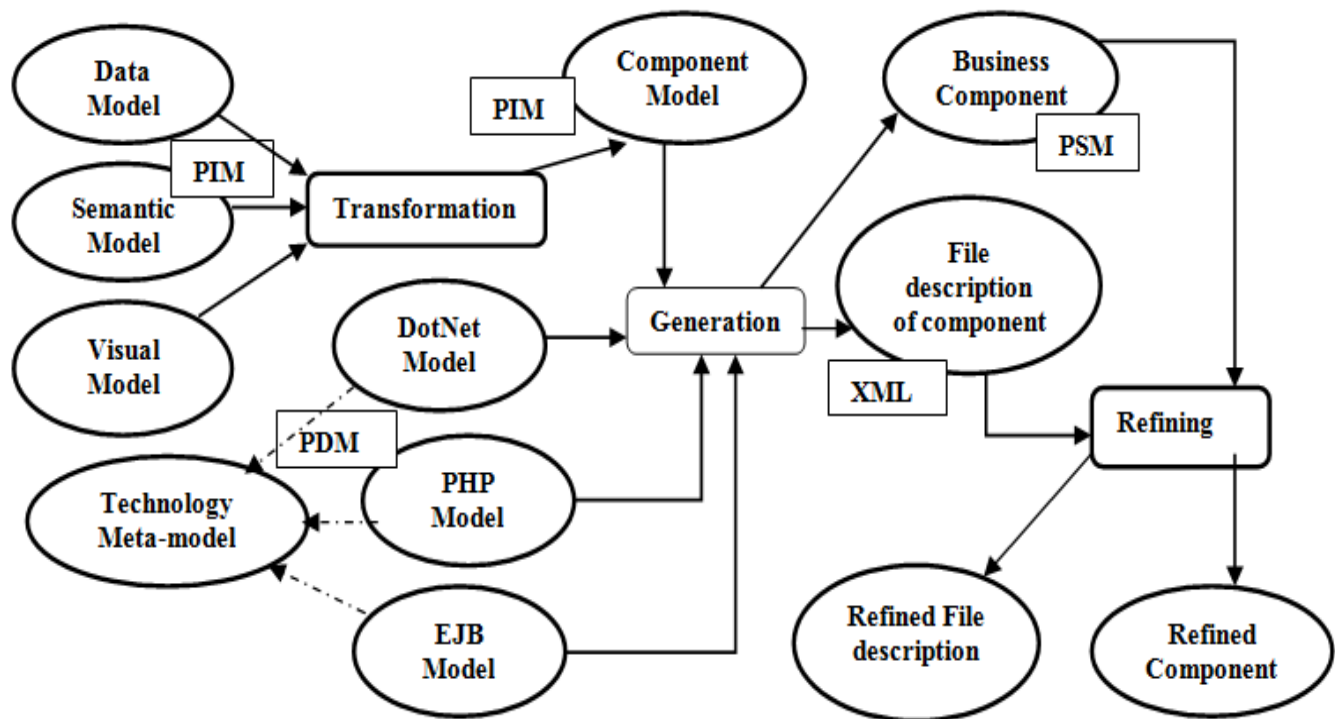 Data
Model
PIM
Semantic
Model
Visual
Model
Transformation
PIM
Component
Model
Business
Component
PSM
DotNet
Model
Generation
File
description
of component
XML
Refining
PDM
Technology
Meta-model
PHP
Model
EJB
Model
Refined File
description
Refined
Component